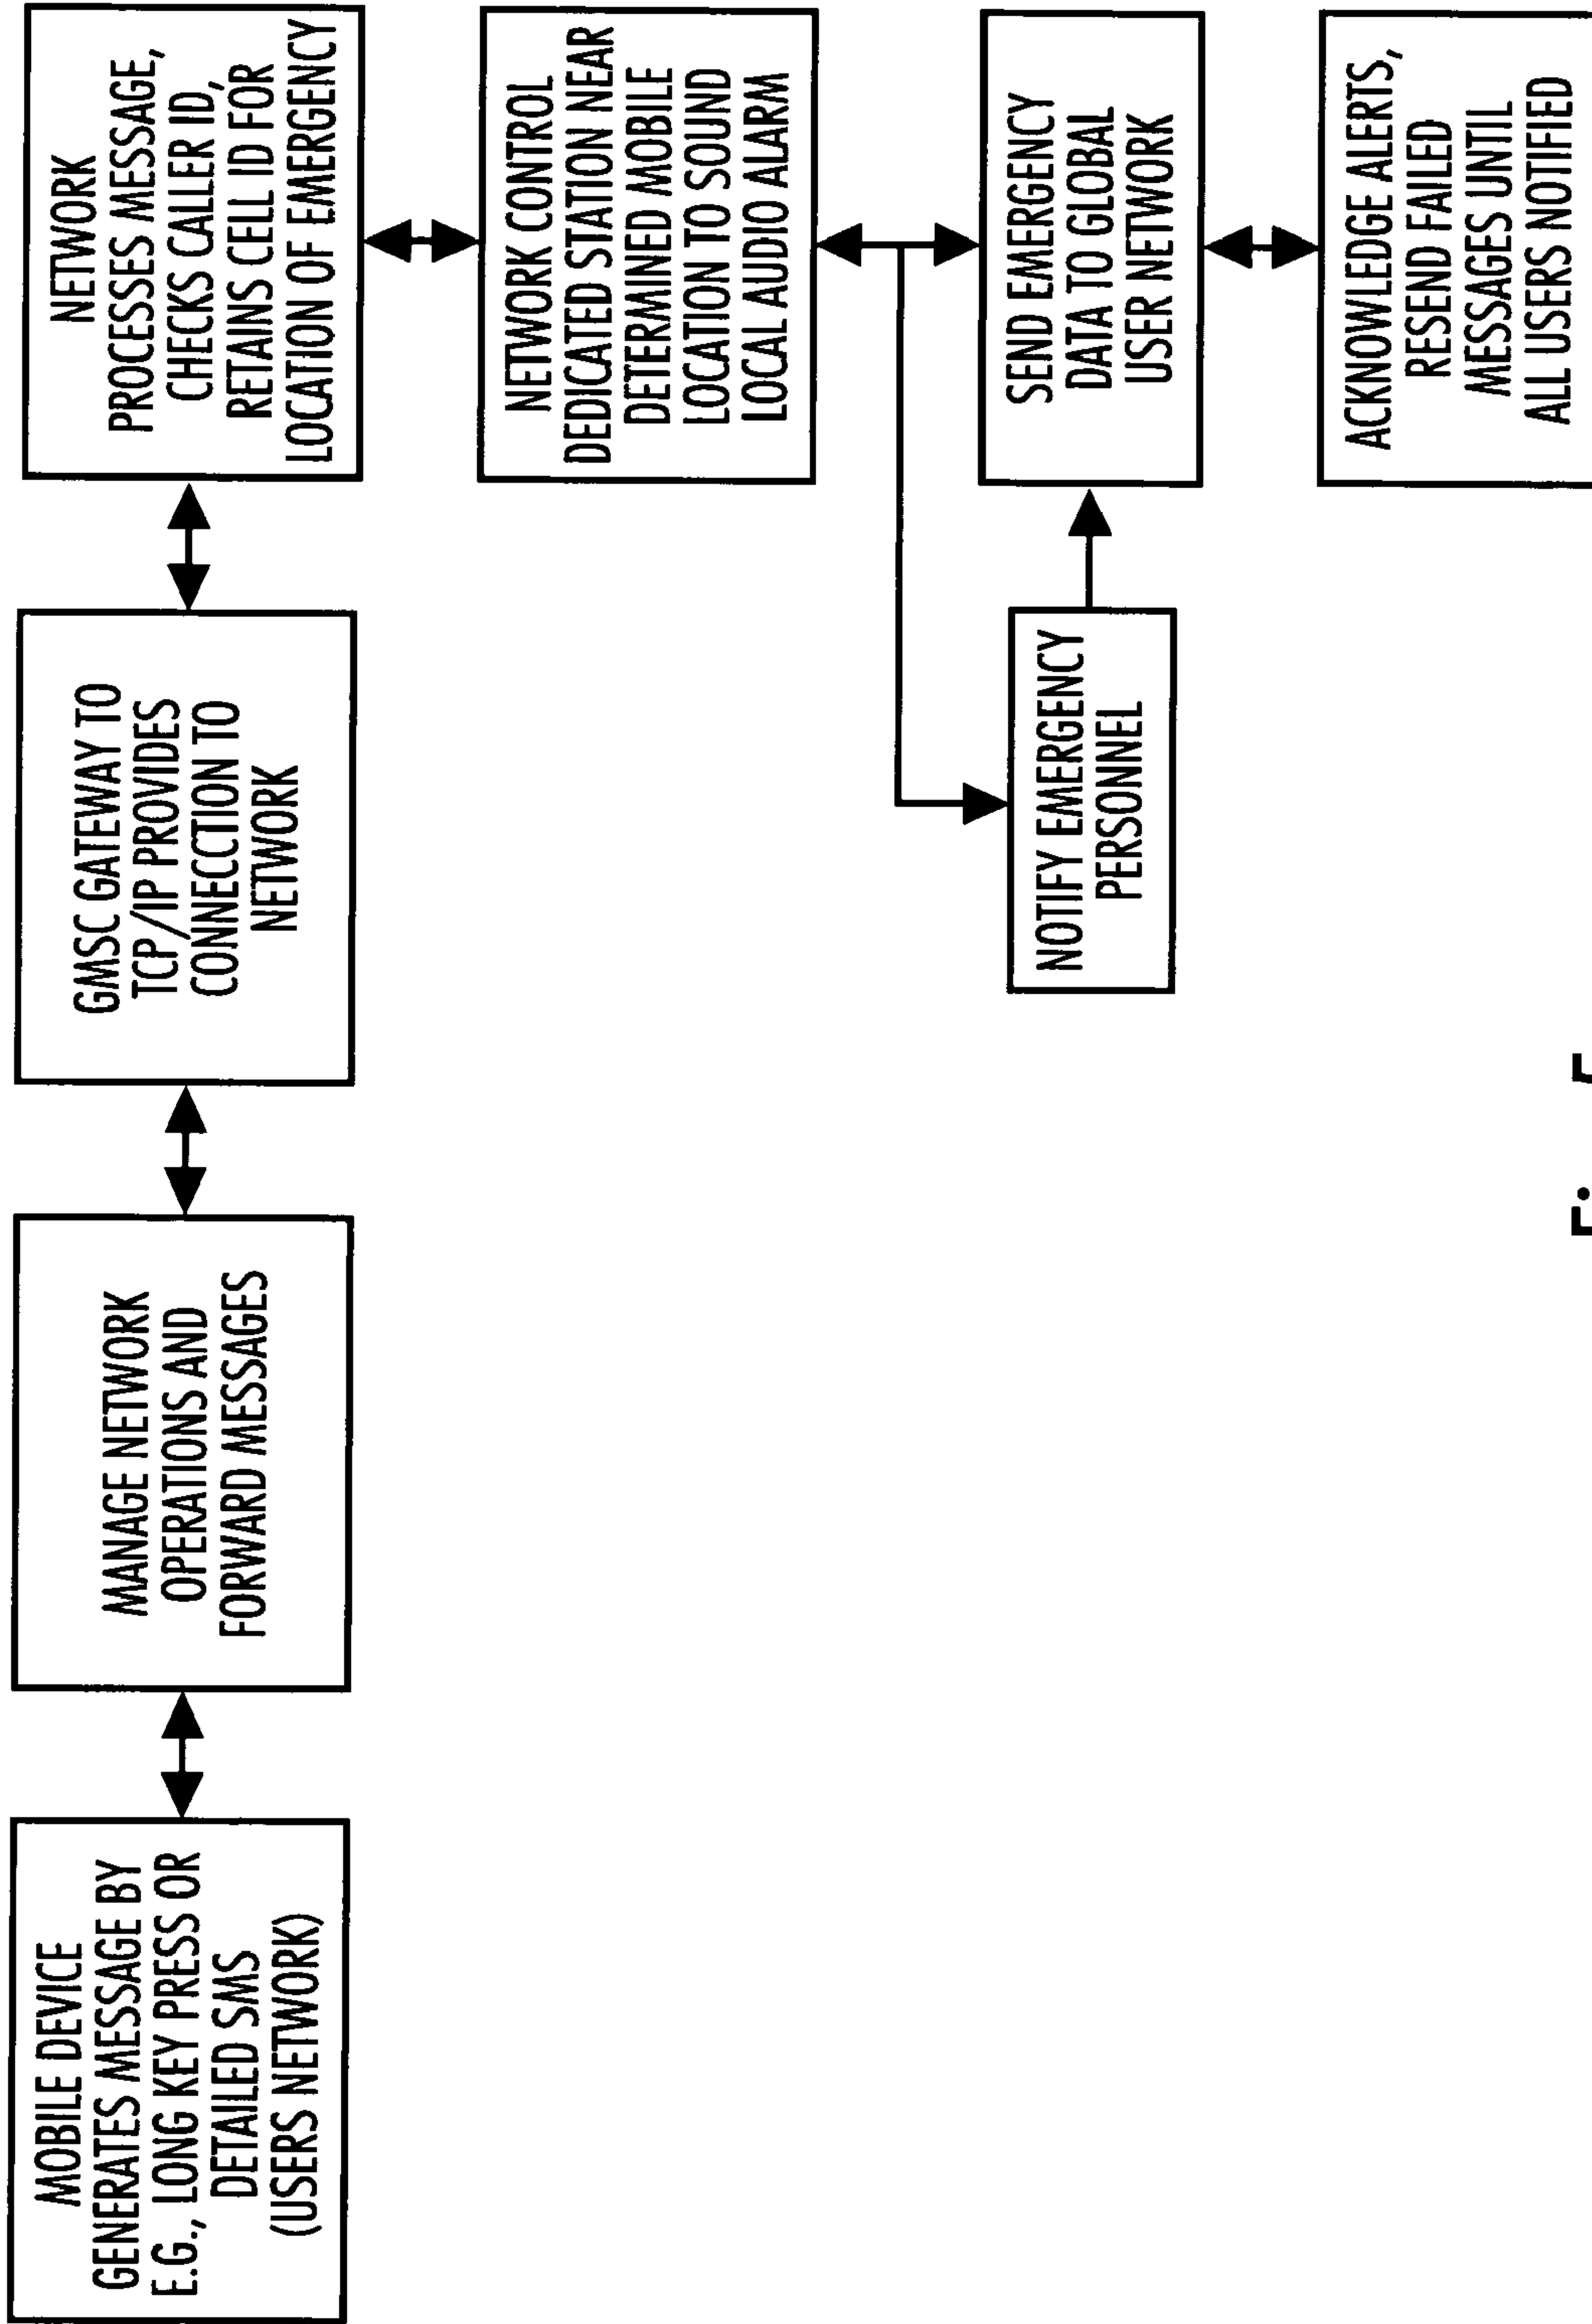 MOBILE DEVICE
GENERATES MESSAGE BY
E.G., LONG KEY PRESS OR
DETAILED SMS
(USERS NETWORK)
MANAGE NETWORK
OPERATIONS AND
FORWARD MESSAGES
GMSC GATEWAY TO
TCP/IP PROVIDES
CONNECCTION TO
NETWORK
NETWORK
PROCESSES MESSAGE,
CHECKS CALLER ID,
RETAINS CELL ID FOR
LOCATION OF EMERGENCY
NETWORK CONTROL
DEDICATED STATION NEAR
DETERMINED MOBILE
LOCATION TO SOUND
LOCAL AUDIO ALARM
NOTIFY EMERGENCY
PERSONNEL
SEND EMERGENCY
DATA TO GLOBAL
USER NETWORK
ACKNOWLEDGE ALERTS,
RESEND FAILED
MESSAGES UNTIL
ALL USERS NOTIFIED